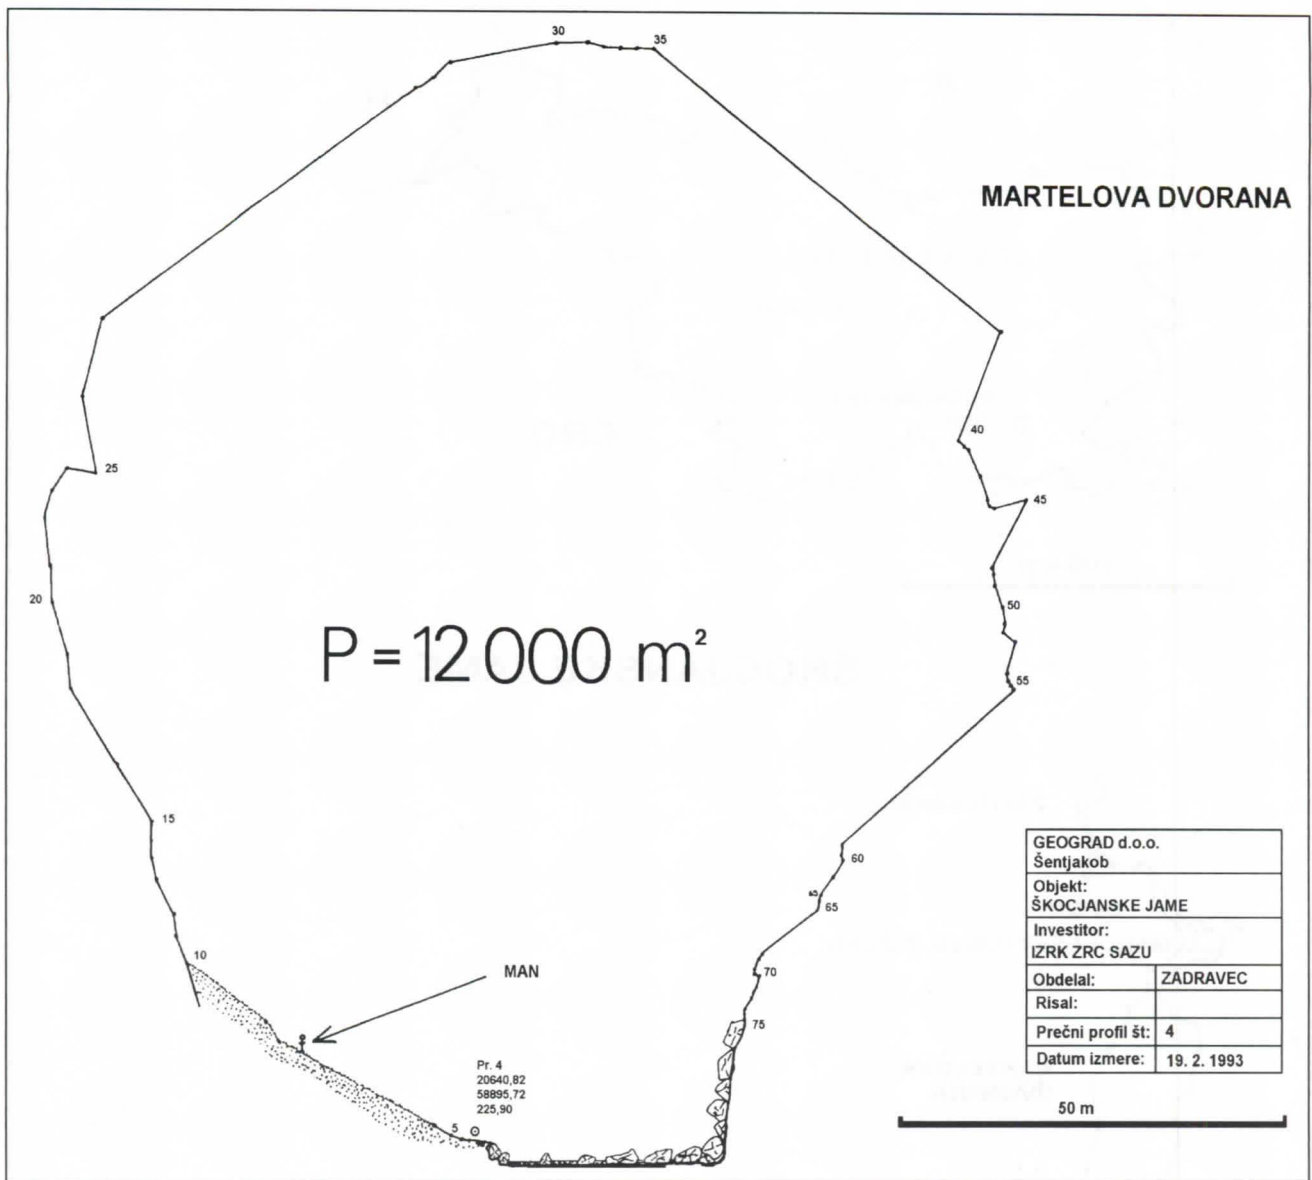 30
35
MARTELOVA DVORANA
40
25
45
20
50
P = 12000 m²
55
15
60
65
65
10
MAN
70
75
Pr. 4
20640,82
58895,72
225,90
5
GEOGRAD d.o.o.
Šentjakob
Objekt:
ŠKOCJANSKE JAME
Investitor:
IZRK ZRC SAZU
Obdelal: ZADRAVEC
Risal:
Prečni profil št: 4
Datum izmere: 19. 2. 1993
50 m